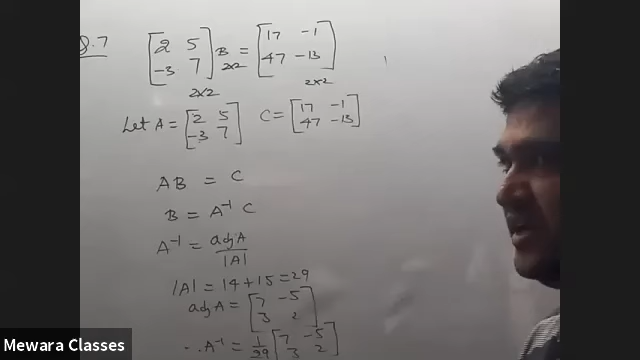 Q.7 [2 5 -3 7] B = [17 -1 47 -13]
2x2 2x2 2x2
Let A = [2 5 -3 7] C = [17 -1 47 -13]
AB = C
B = A⁻¹ C
A⁻¹ = adjA / |A|
|A| = 14 + 15 = 29
adjA = [7 -5 3 2]
∴ A⁻¹ = 1/29 [7 -5 3 2]
Mewara Classes